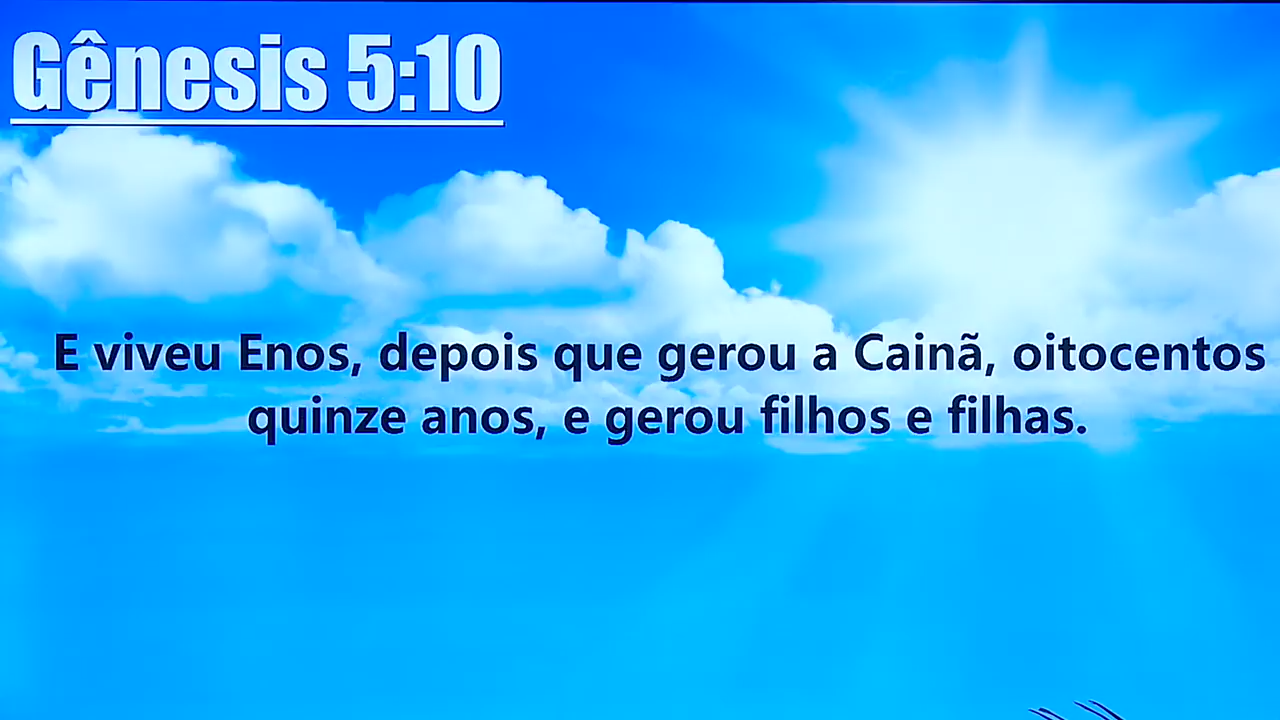 Gênesis 5:10
E viveu Enos, depois que gerou a Cainã, oitocentos
quinze anos, e gerou filhos e filhas.